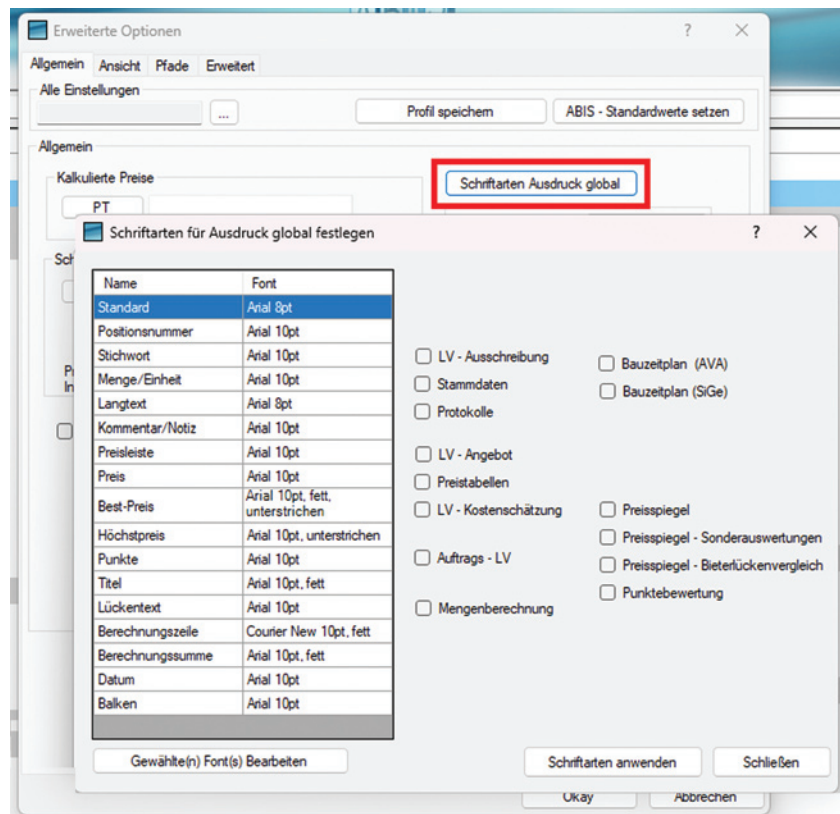 Erweiterte Optionen
Allgemein Ansicht Pfade Erweitert
Alle Einstellungen
... Profil speichern ABIS - Standardwerte setzen
Allgemein
Kalkulierte Preise
Schriftarten Ausdruck global
PT
Schriftarten für Ausdruck global festlegen
Name Font
Standard Arial 8pt
Positionsnummer Arial 10pt
Stichwort Arial 10pt
Menge/Einheit Arial 10pt
Langtext Arial 8pt
Kommentar/Notiz Arial 10pt
Preisleiste Arial 10pt
Preis Arial 10pt
Best-Preis Arial 10pt, fett,
unterstrichen
Höchstpreis Arial 10pt, unterstrichen
Punkte Arial 10pt
Titel Arial 10pt, fett
Lückentext Arial 10pt
Berechnungszeile Courier New 10pt, fett
Berechnungssumme Arial 10pt, fett
Datum Arial 10pt
Balken Arial 10pt
LV - Ausschreibung
Stammdaten
Protokolle
LV - Angebot
Preistabellen
LV - Kostenschätzung
Auftrags - LV
Mengenberechnung
Bauzeitplan (AVA)
Bauzeitplan (SiGe)
Preisspiegel
Preisspiegel - Sonderauswertungen
Preisspiegel - Bieterlückenvergleich
Punktebewertung
Gewählte(n) Font(s) Bearbeiten Schriftarten anwenden Schließen
Okay Abbrechen